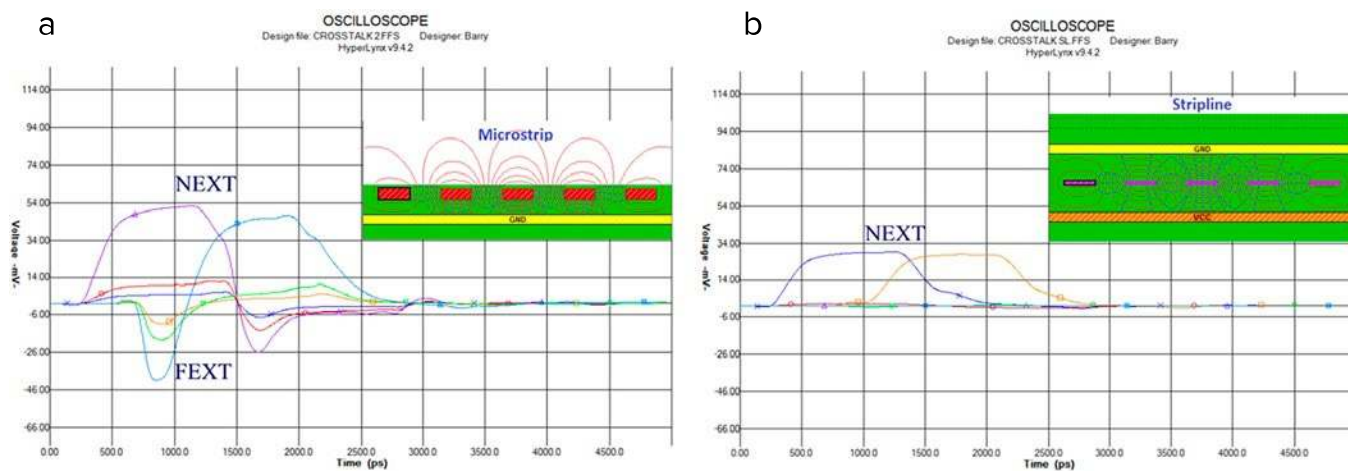 a
OSCILLOSCOPE
Design file: CROSSTALK 2.FFS Designer: Barry
HyperLynx v9.4.2
114.00
94.00
74.00
54.00
34.00
14.00
-6.00
-26.00
-46.00
-66.00
Voltage -mV-
Microstrip
GND
NEXT
FEXT
0.00
500.0
1000.0
1500.0
2000.0
2500.0
3000.0
3500.0
4000.0
4500.0
Time (ps)
b
OSCILLOSCOPE
Design file: CROSSTALK SL.FFS Designer: Barry
HyperLynx v9.4.2
114.00
94.00
74.00
54.00
34.00
14.00
-6.00
-26.00
-46.00
-66.00
Voltage -mV-
Stripline
GND
VCC
NEXT
0.00
500.0
1000.0
1500.0
2000.0
2500.0
3000.0
3500.0
4000.0
4500.0
Time (ps)